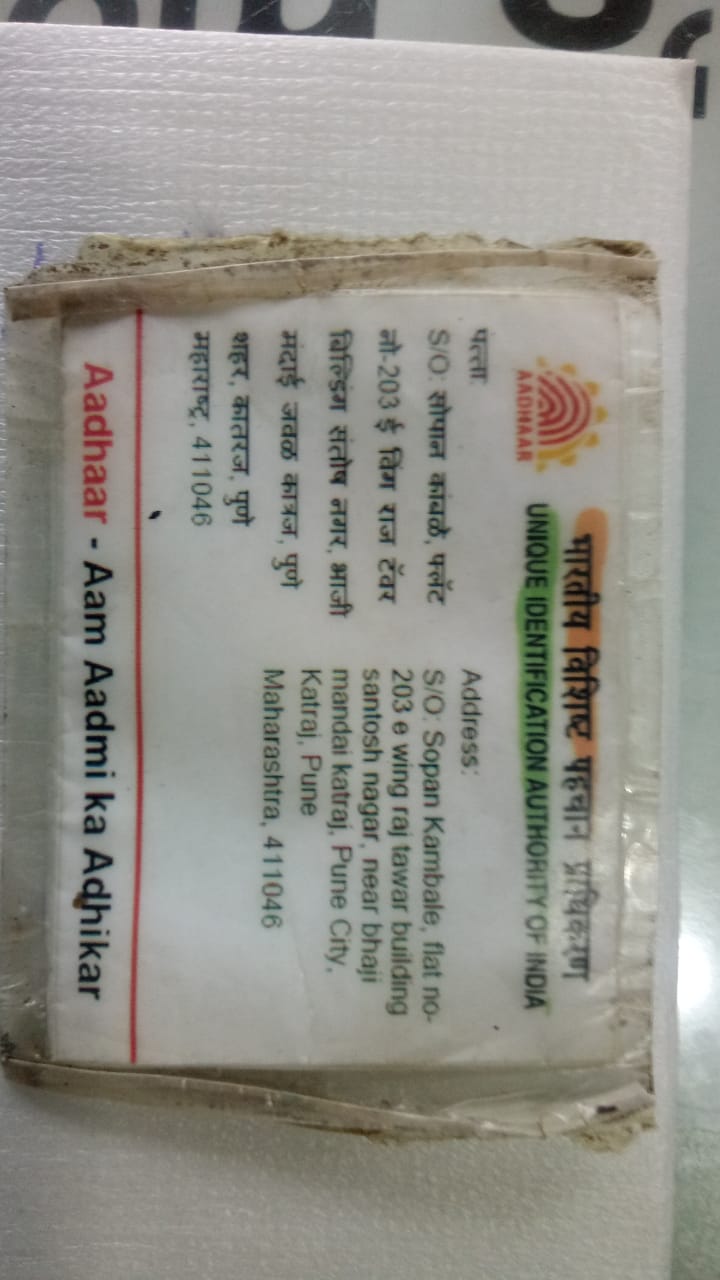 भारतीय विशिष्ट पहचान प्राधिकरण
UNIQUE IDENTIFICATION AUTHORITY OF INDIA
AADHAAR
पत्ता:
S/O: सोपान कांबळे, फ्लॅट
नो-203 ई विंग राज टॅवर
बिल्डिंग संतोष नगर, भाजी
मंदाई जवळ कात्रज, पुणे
शहर, कातरज, पुणे
महाराष्ट्र, 411046
Address:
S/O: Sopan Kambale, flat no-
203 e wing raj tawar building
santosh nagar, near bhaji
mandai katraj, Pune City,
Katraj, Pune
Maharashtra, 411046
Aadhaar - Aam Aadmi ka Adhikar